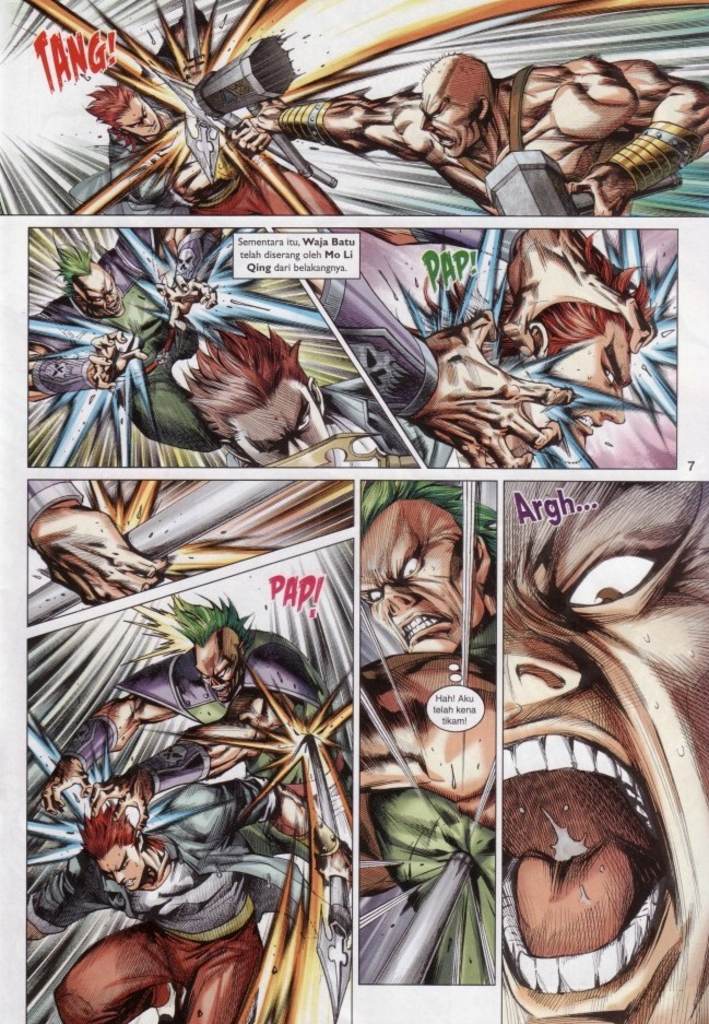 TANG!
Sementara itu, Waja Batu
telah diserang oleh Mo Li
Qing dari belakangnya.
PAP!
7
PAP!
Hah! Aku
telah kena
tikam!
Argh...